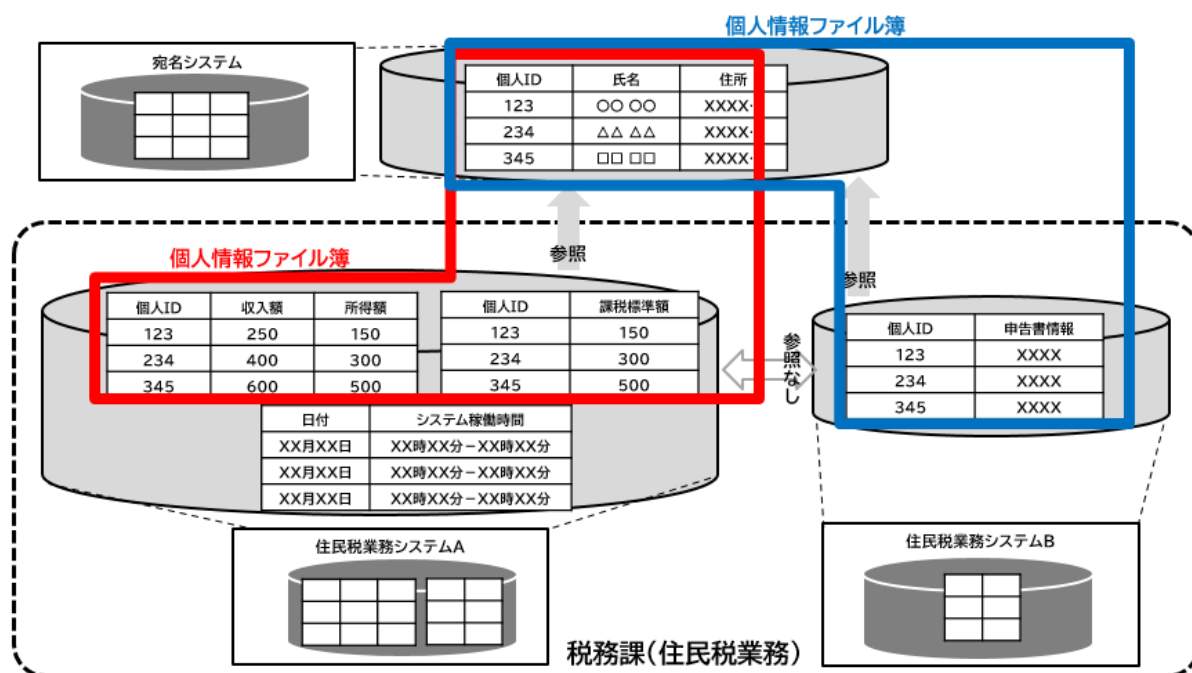 個人情報ファイル簿
宛名システム
個人ID 氏名 住所
123 〇〇 〇〇 XXXX・
234 △△ △△ XXXX・
345 □□ □□ XXXX・
参照
参照
個人情報ファイル簿
個人ID 収入額 所得額
123 250 150
234 400 300
345 600 500
個人ID 課税標準額
123 150
234 300
345 500
参照なし
個人ID 申告書情報
123 XXXX
234 XXXX
345 XXXX
日付 システム稼働時間
XX月XX日 XX時XX分－XX時XX分
XX月XX日 XX時XX分－XX時XX分
XX月XX日 XX時XX分－XX時XX分
住民税業務システムA
住民税業務システムB
税務課(住民税業務)